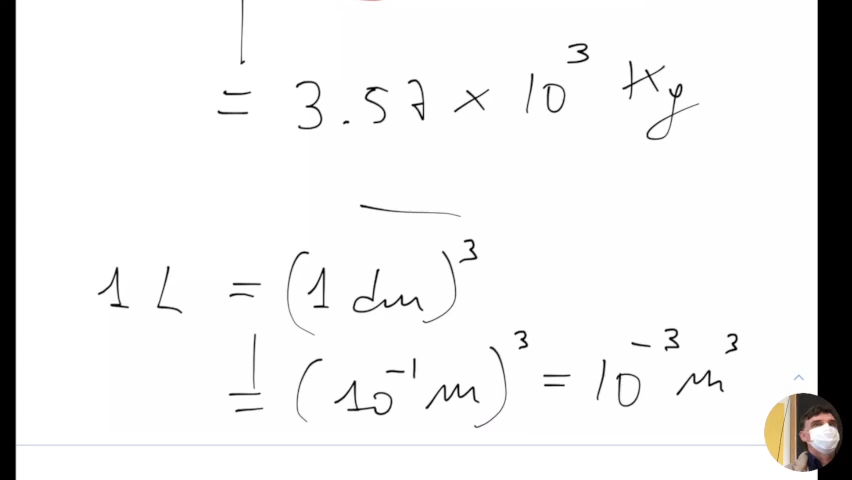 = 3.57 × 10³ Kg
1 L = (1 dm)³
= (10⁻¹ m)³ = 10⁻³ m³